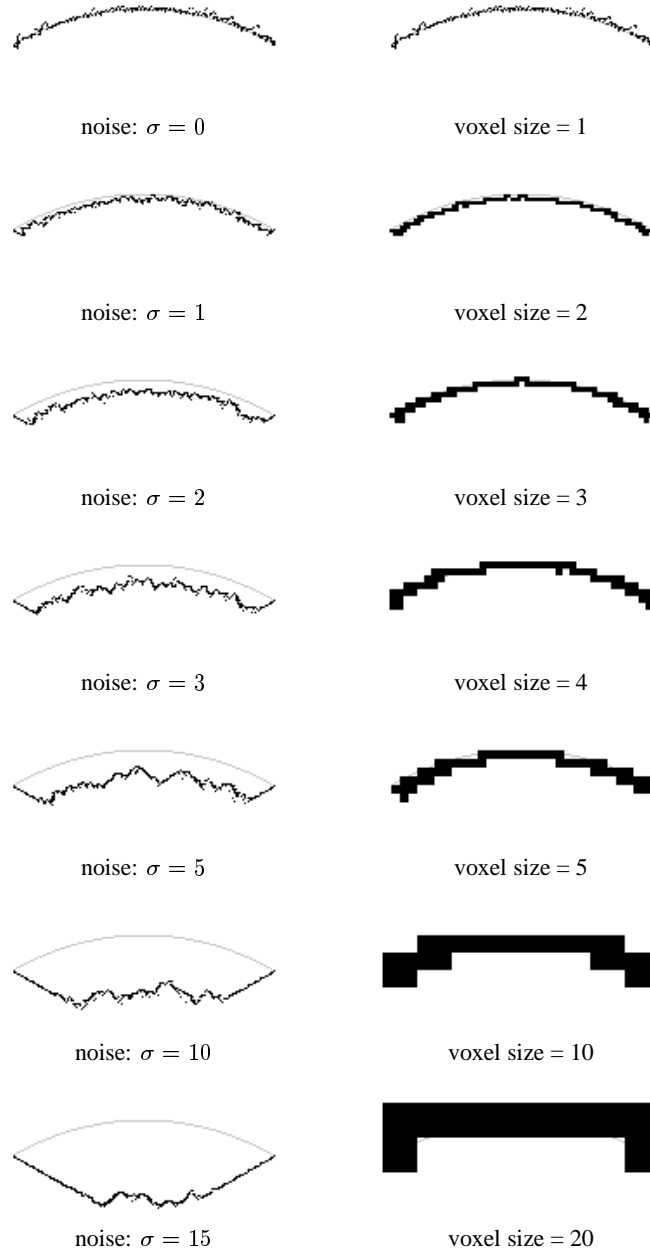 noise: σ = 0
voxel size = 1
noise: σ = 1
voxel size = 2
noise: σ = 2
voxel size = 3
noise: σ = 3
voxel size = 4
noise: σ = 5
voxel size = 5
noise: σ = 10
voxel size = 10
noise: σ = 15
voxel size = 20